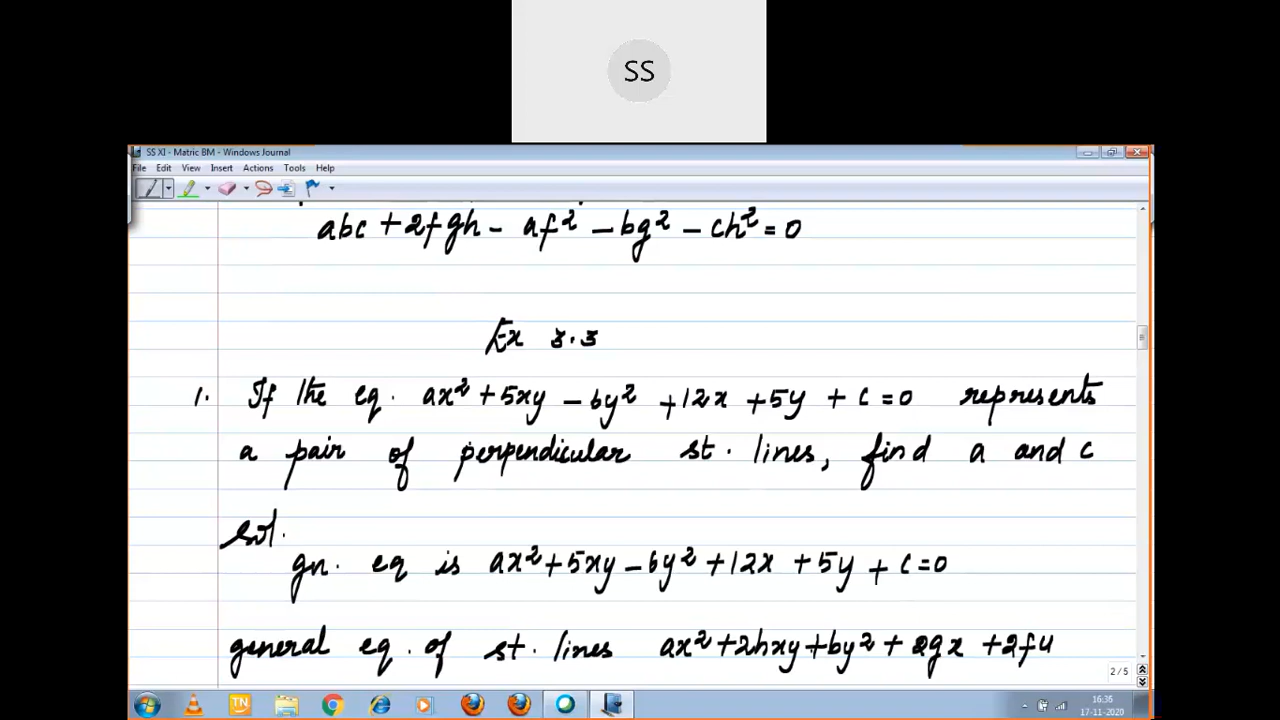 SS
SS XI - Matric BM - Windows Journal
File Edit View Insert Actions Tools Help
abc + 2fgh - af² - bg² - ch² = 0
Ex 3.3
1. If the eq. ax² + 5xy - 6y² + 12x + 5y + c = 0 represents
a pair of perpendicular st. lines, find a and c
Sol.
gn. eq is ax² + 5xy - 6y² + 12x + 5y + c = 0
general eq. of st. lines ax² + 2hxy + by² + 2gx + 2fy
2 / 5
TN
16:35
17-11-2020